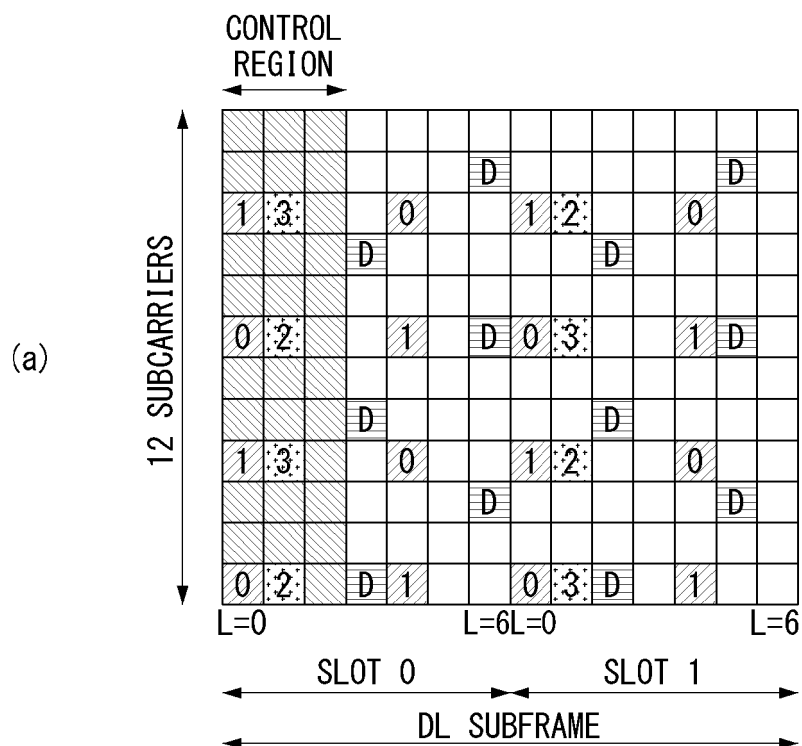 CONTROL
REGION
D D
1 3 0 1 2 0
D D
0 2 1 D 0 3 1 D
D D
1 3 0 1 2 0
D D
0 2 D 1 0 3 D 1
(a)
12 SUBCARRIERS
L=0 L=6 L=0 L=6
SLOT 0 SLOT 1
DL SUBFRAME